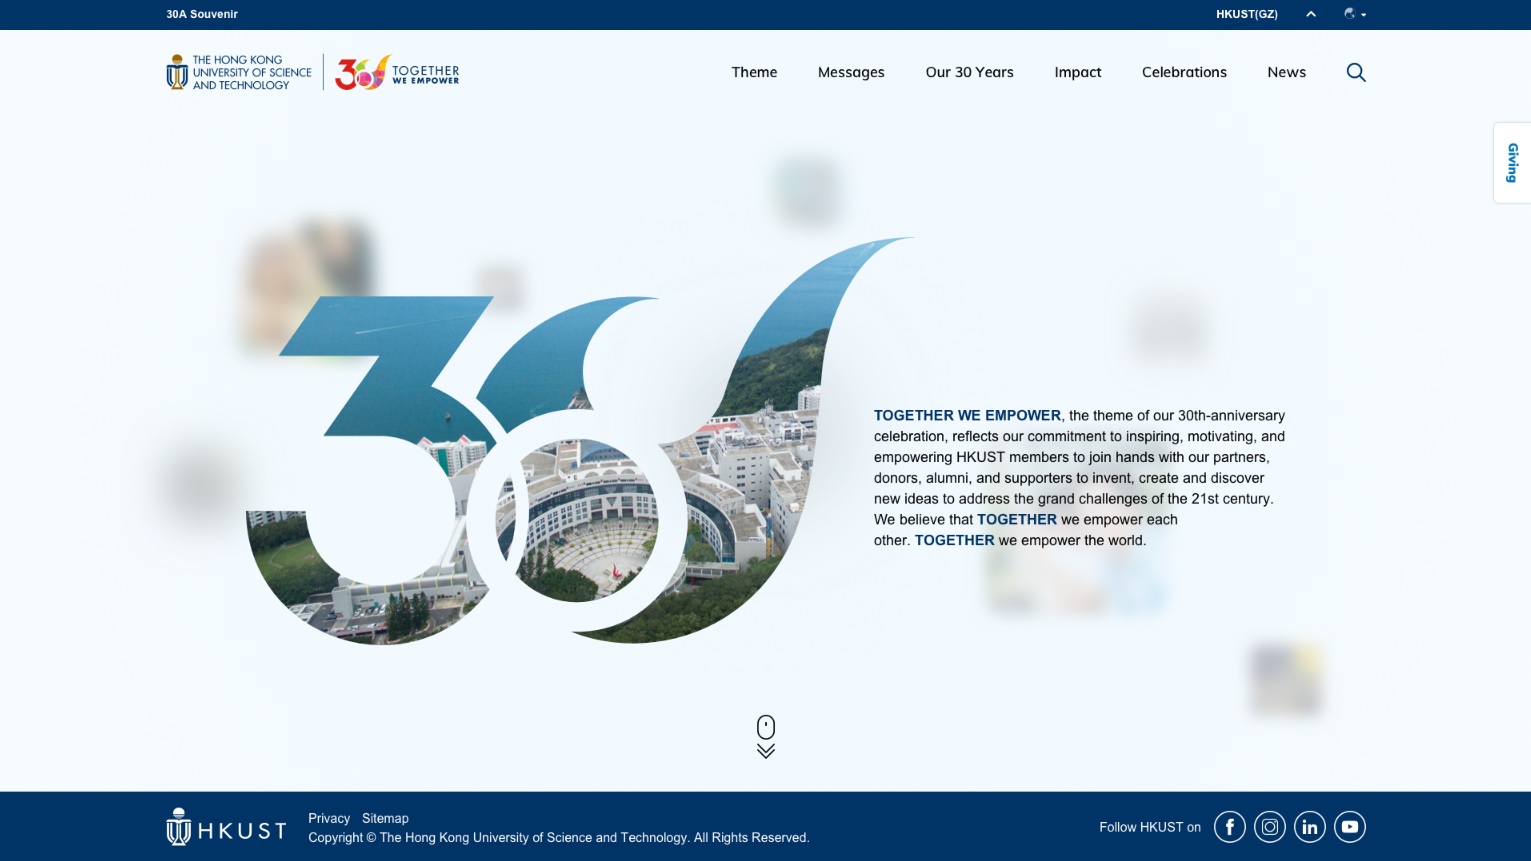 30A Souvenir
HKUST(GZ)
THE HONG KONG
UNIVERSITY OF SCIENCE
AND TECHNOLOGY
30 TOGETHER
WE EMPOWER
Theme
Messages
Our 30 Years
Impact
Celebrations
News
Giving
30
TOGETHER WE EMPOWER, the theme of our 30th-anniversary
celebration, reflects our commitment to inspiring, motivating, and
empowering HKUST members to join hands with our partners,
donors, alumni, and supporters to invent, create and discover
new ideas to address the grand challenges of the 21st century.
We believe that TOGETHER we empower each
other. TOGETHER we empower the world.
HKUST
Privacy Sitemap
Copyright © The Hong Kong University of Science and Technology. All Rights Reserved.
Follow HKUST on